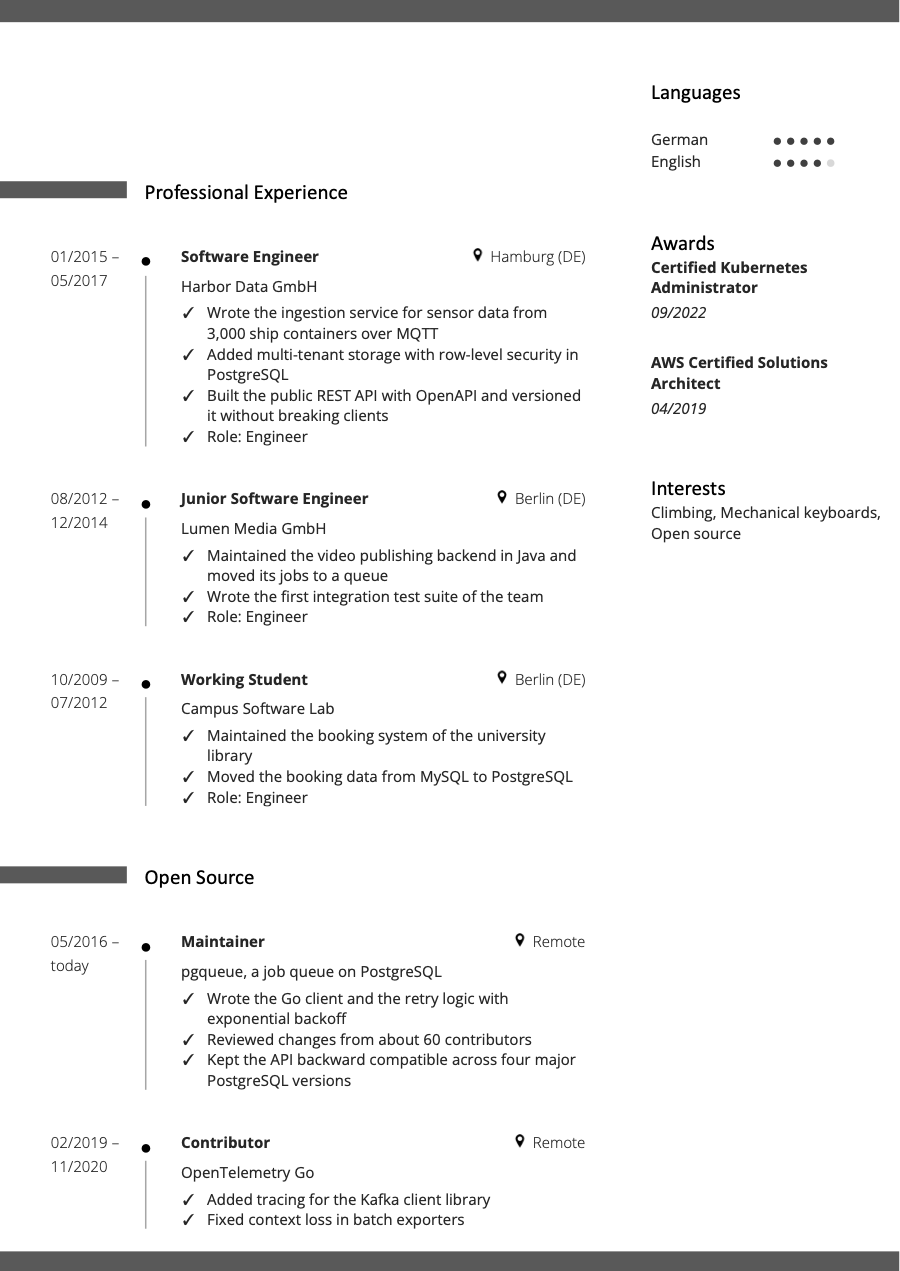 Professional Experience
01/2015 –
05/2017
Software Engineer
Hamburg (DE)
Harbor Data GmbH
✓ Wrote the ingestion service for sensor data from
3,000 ship containers over MQTT
✓ Added multi-tenant storage with row-level security in
PostgreSQL
✓ Built the public REST API with OpenAPI and versioned
it without breaking clients
✓ Role: Engineer
08/2012 –
12/2014
Junior Software Engineer
Berlin (DE)
Lumen Media GmbH
✓ Maintained the video publishing backend in Java and
moved its jobs to a queue
✓ Wrote the first integration test suite of the team
✓ Role: Engineer
10/2009 –
07/2012
Working Student
Berlin (DE)
Campus Software Lab
✓ Maintained the booking system of the university
library
✓ Moved the booking data from MySQL to PostgreSQL
✓ Role: Engineer
Open Source
05/2016 –
today
Maintainer
Remote
pgqueue, a job queue on PostgreSQL
✓ Wrote the Go client and the retry logic with
exponential backoff
✓ Reviewed changes from about 60 contributors
✓ Kept the API backward compatible across four major
PostgreSQL versions
02/2019 –
11/2020
Contributor
Remote
OpenTelemetry Go
✓ Added tracing for the Kafka client library
✓ Fixed context loss in batch exporters
Languages
German
English
Awards
Certified Kubernetes
Administrator
09/2022
AWS Certified Solutions
Architect
04/2019
Interests
Climbing, Mechanical keyboards,
Open source